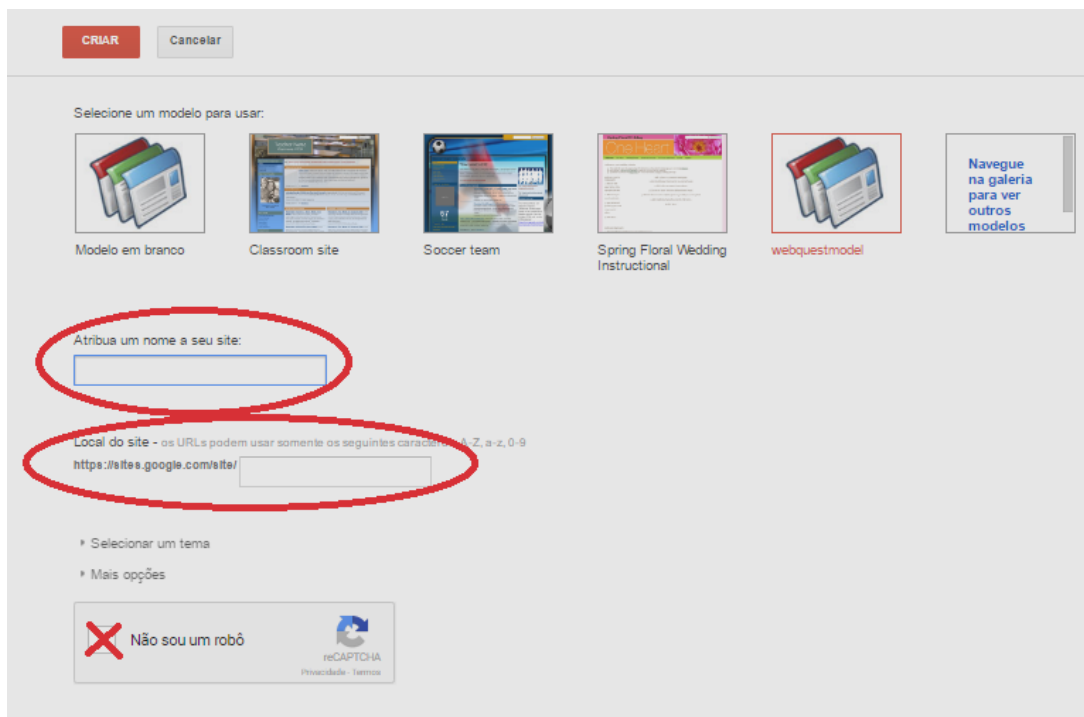 CRIAR Cancelar
Selecione um modelo para usar:
Modelo em branco
Classroom site
Soccer team
One Heart
Spring Floral Wedding
Instructional
webquestmodel
Navegue
na galeria
para ver
outros
modelos
Atribua um nome a seu site:
Local do site - os URLs podem usar somente os seguintes A-Z, a-z, 0-9
https://sites.google.com/site/
Selecionar um tema
Mais opções
Não sou um robô
reCAPTCHA
Privacidade - Termos